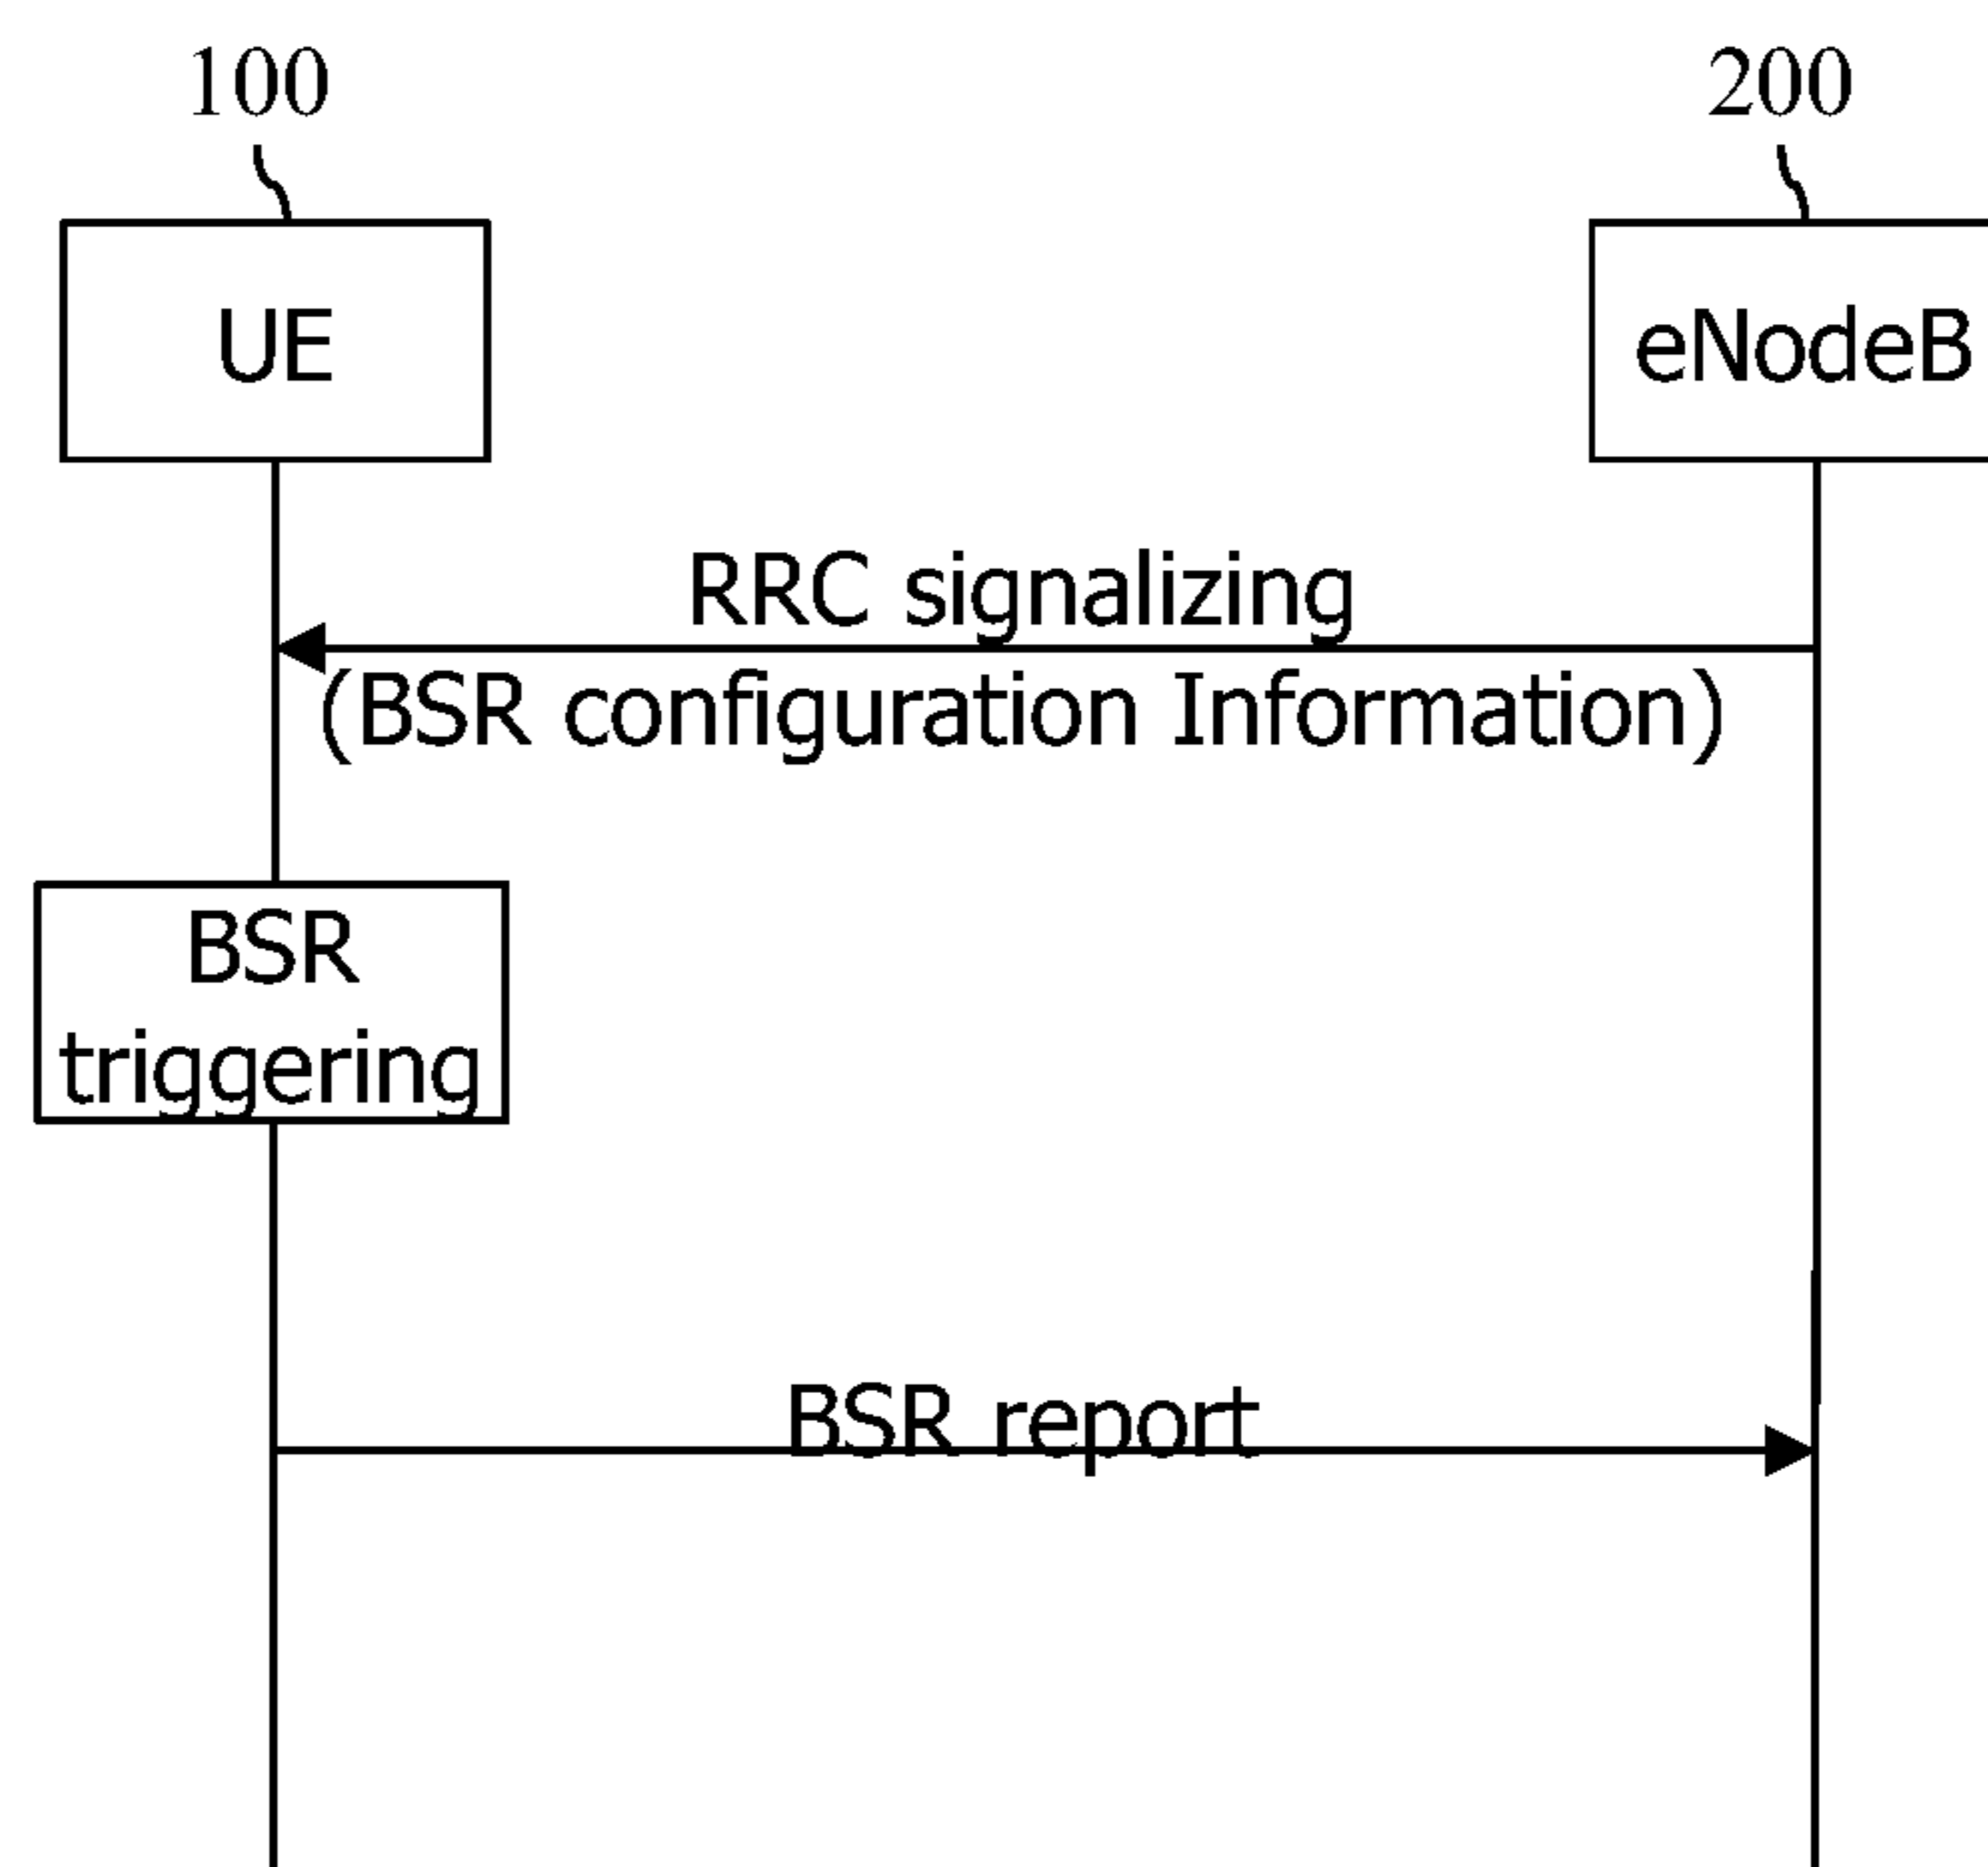 100
200
UE
eNodeB
RRC signalizing
(BSR configuration Information)
BSR
triggering
BSR report